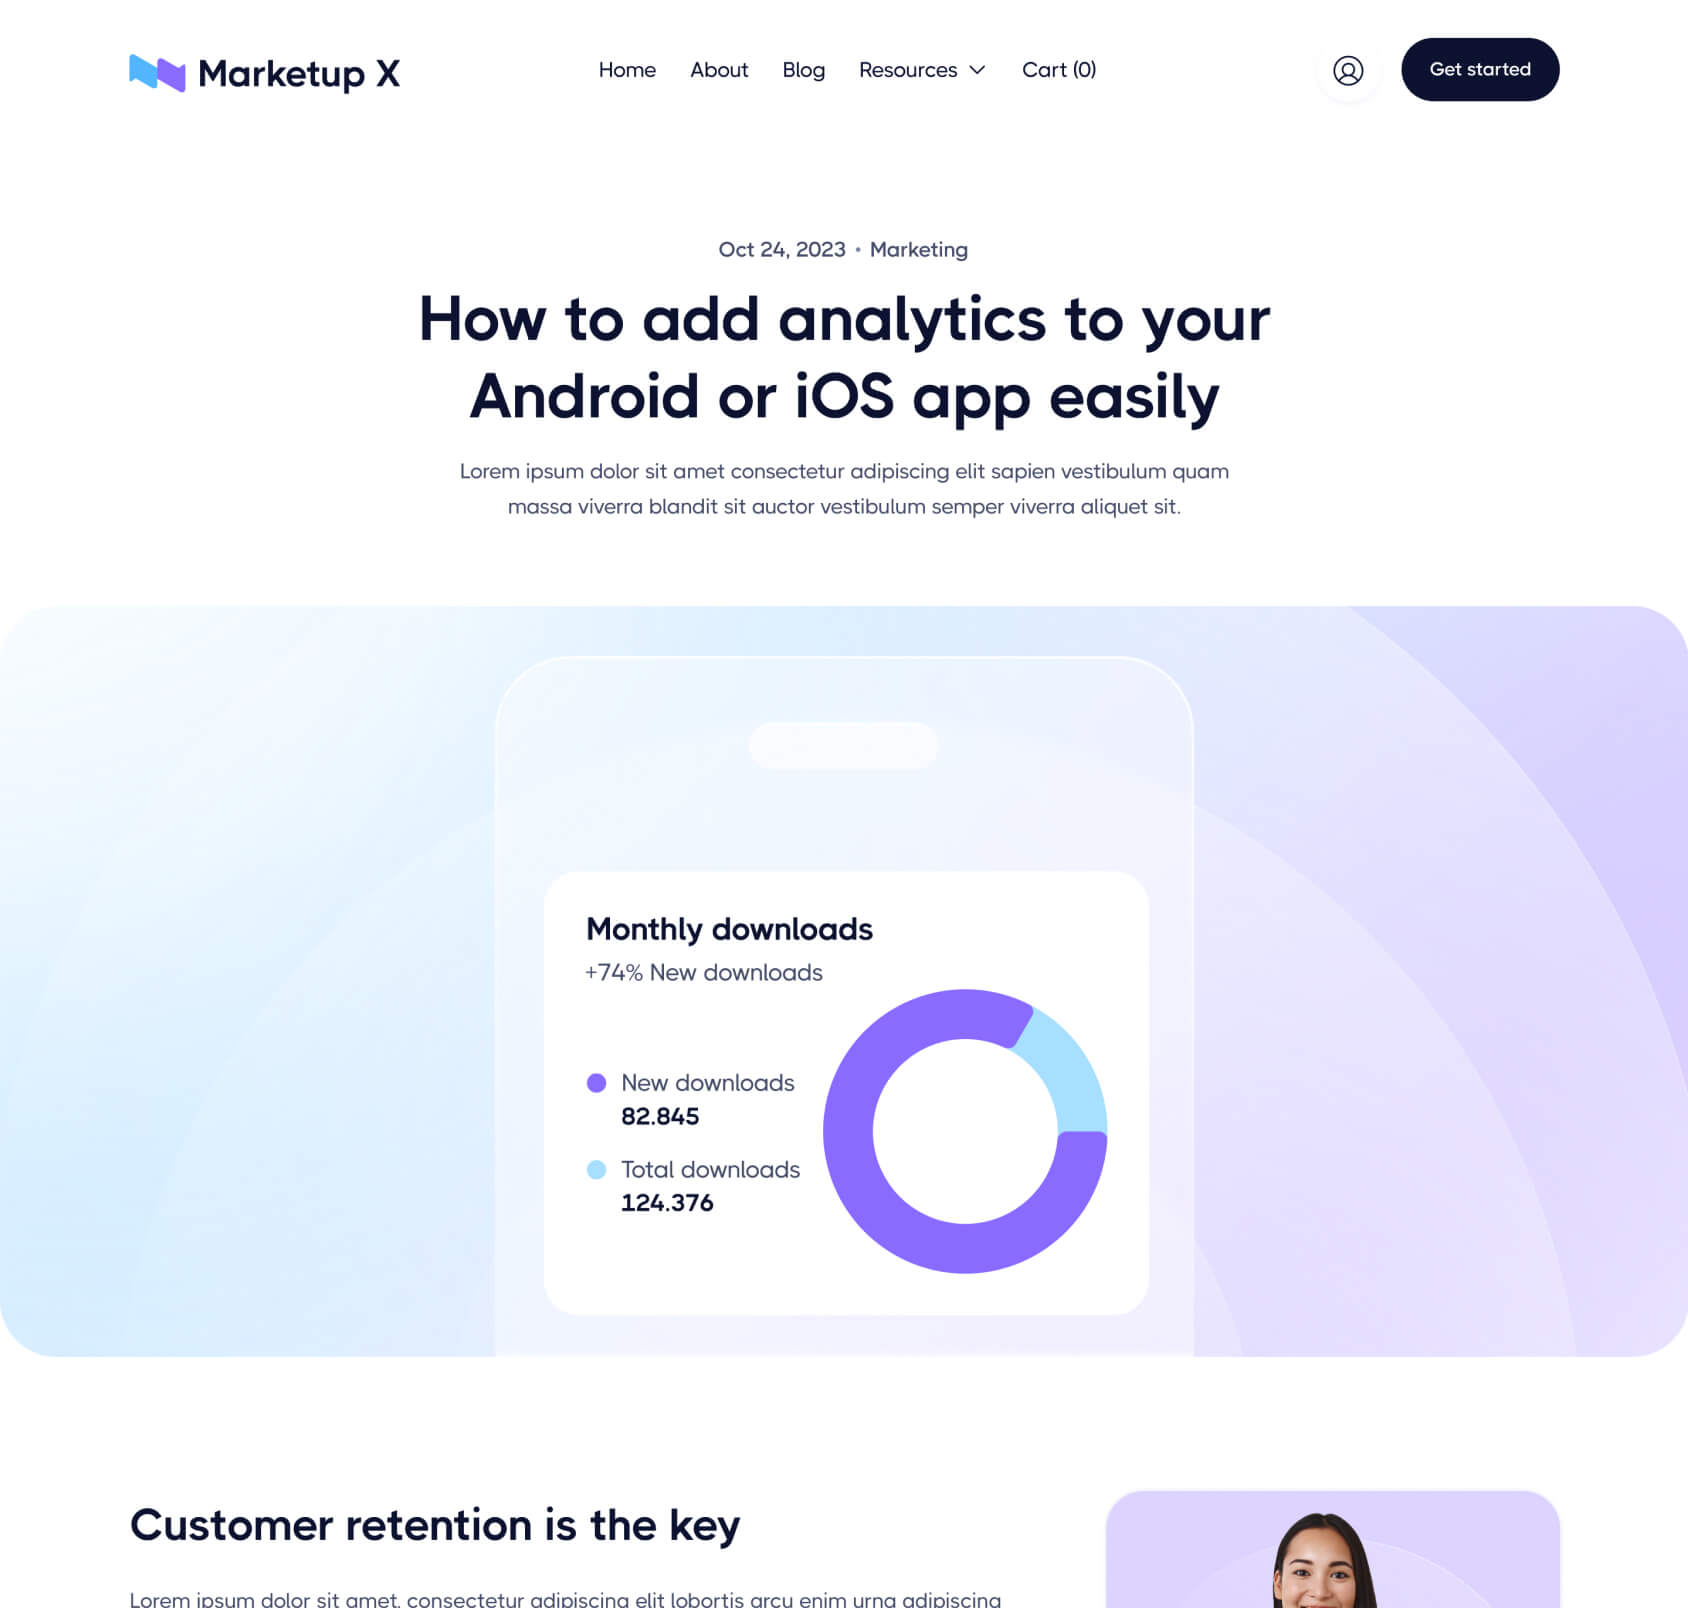 Marketup X
Home About Blog Resources Cart (0)
Get started
Oct 24, 2023 • Marketing
How to add analytics to your
Android or iOS app easily
Lorem ipsum dolor sit amet consectetur adipiscing elit sapien vestibulum quam
massa viverra blandit sit auctor vestibulum semper viverra aliquet sit.
Monthly downloads
+74% New downloads
New downloads
82.845
Total downloads
124.376
Customer retention is the key
Lorem ipsum dolor sit amet, consectetur adipiscing elit lobortis arcu enim urna adipiscing